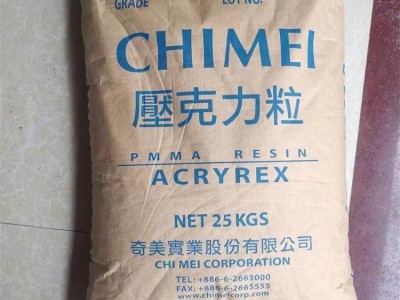 GRADE LOT NO.
CHIMEI
壓克力粒
PMMA RESIN
ACRYREX
NET 25 KGS
奇美實業股份有限公司
CHI MEI CORPORATION
TEL: +886-6-2663000
FAX: +886-6-2665555
www.chimeicorp.com